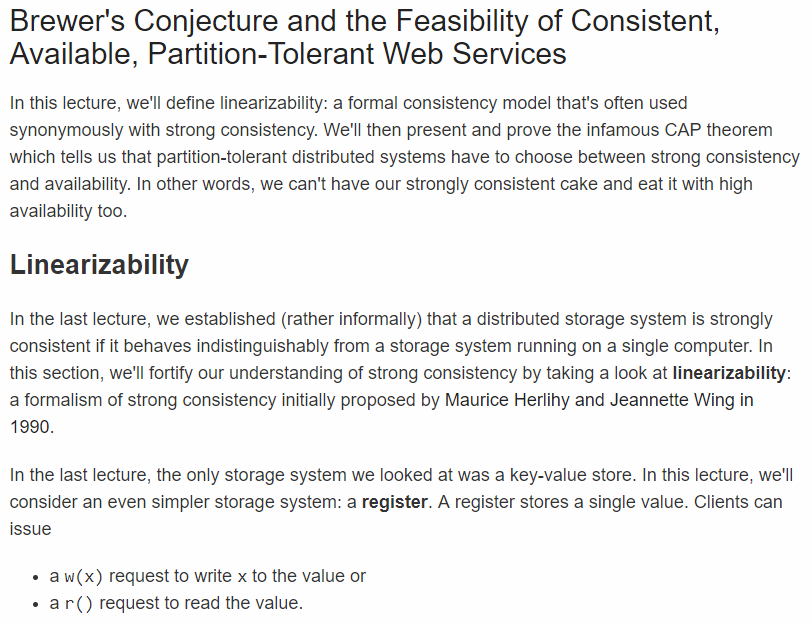 Brewer's Conjecture and the Feasibility of Consistent,
Available, Partition-Tolerant Web Services
In this lecture, we'll define linearizability: a formal consistency model that's often used
synonymously with strong consistency. We'll then present and prove the infamous CAP theorem
which tells us that partition-tolerant distributed systems have to choose between strong consistency
and availability. In other words, we can't have our strongly consistent cake and eat it with high
availability too.
Linearizability
In the last lecture, we established (rather informally) that a distributed storage system is strongly
consistent if it behaves indistinguishably from a storage system running on a single computer. In
this section, we'll fortify our understanding of strong consistency by taking a look at linearizability:
a formalism of strong consistency initially proposed by Maurice Herlihy and Jeannette Wing in
1990.
In the last lecture, the only storage system we looked at was a key-value store. In this lecture, we'll
consider an even simpler storage system: a register. A register stores a single value. Clients can
issue
• a w(x) request to write x to the value or
• a r() request to read the value.